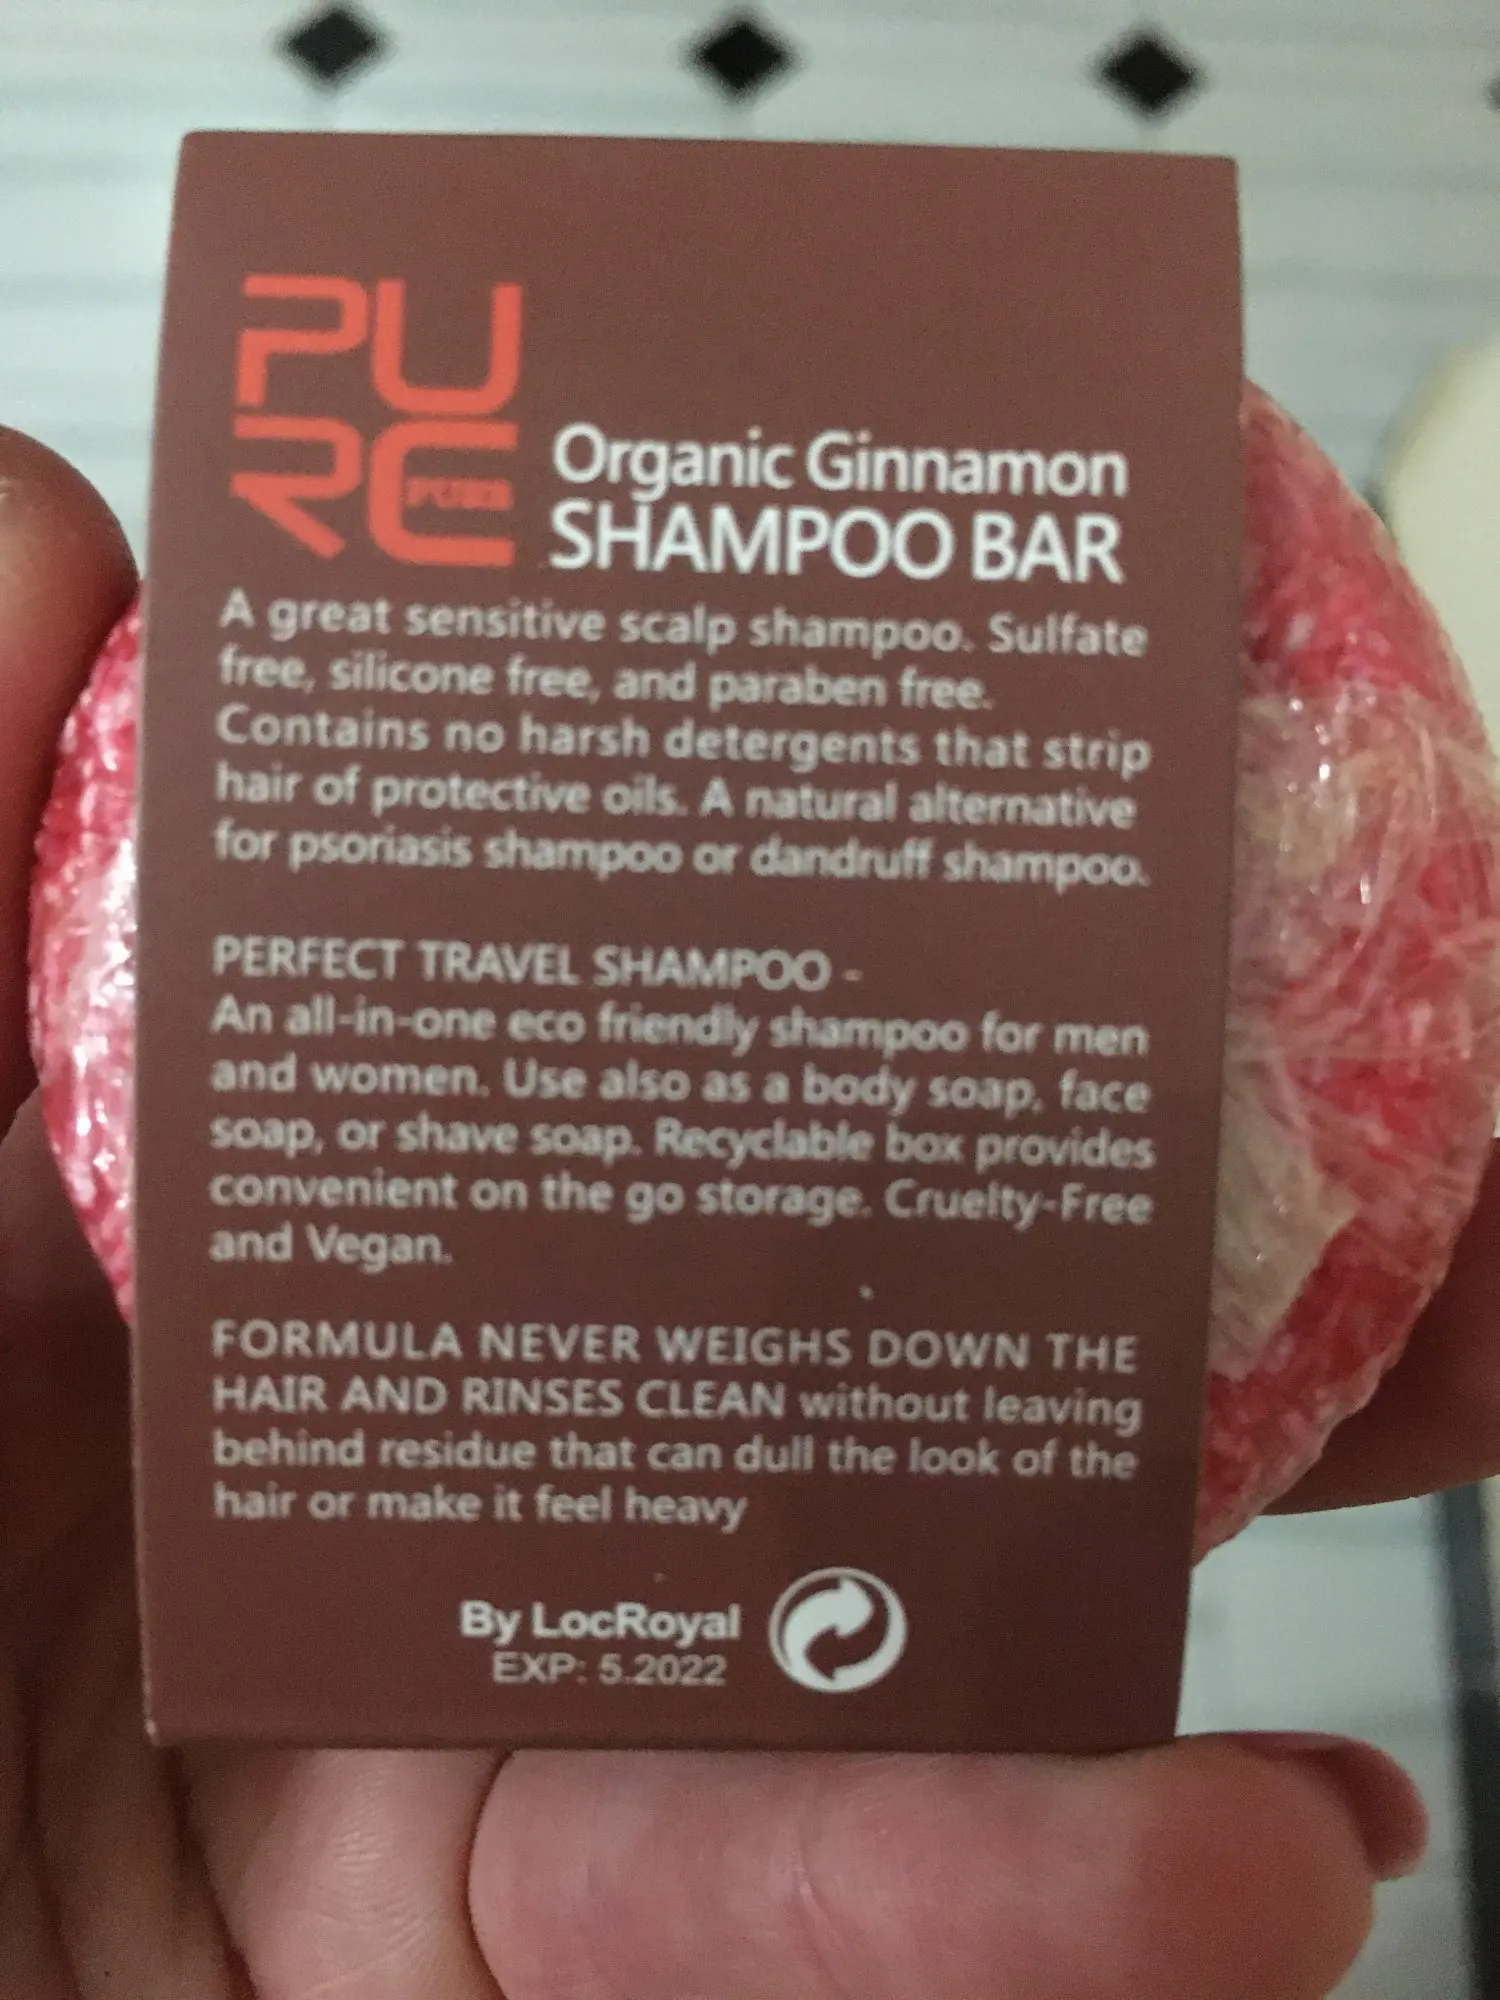 PU
RE
PURE
Organic Ginnamon
SHAMPOO BAR
A great sensitive scalp shampoo. Sulfate
free, silicone free, and paraben free.
Contains no harsh detergents that strip
hair of protective oils. A natural alternative
for psoriasis shampoo or dandruff shampoo.
PERFECT TRAVEL SHAMPOO -
An all-in-one eco friendly shampoo for men
and women. Use also as a body soap, face
soap, or shave soap. Recyclable box provides
convenient on the go storage. Cruelty-Free
and Vegan.
FORMULA NEVER WEIGHS DOWN THE
HAIR AND RINSES CLEAN without leaving
behind residue that can dull the look of the
hair or make it feel heavy
By LocRoyal
EXP: 5.2022